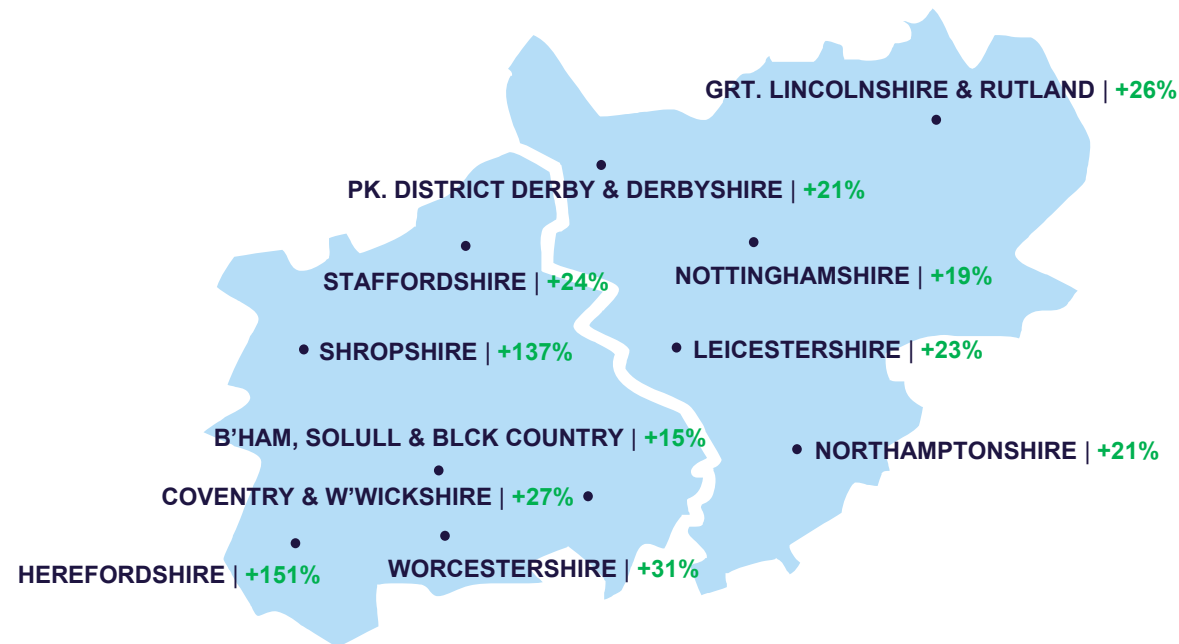 GRT. LINCOLNSHIRE & RUTLAND | +26%
PK. DISTRICT DERBY & DERBYSHIRE | +21%
STAFFORDSHIRE | +24%
NOTTINGHAMSHIRE | +19%
SHROPSHIRE | +137%
LEICESTERSHIRE | +23%
B’HAM, SOLULL & BLCK COUNTRY | +15%
NORTHAMPTONSHIRE | +21%
COVENTRY & W’WICKSHIRE | +27%
HEREFORDSHIRE | +151%
WORCESTERSHIRE | +31%